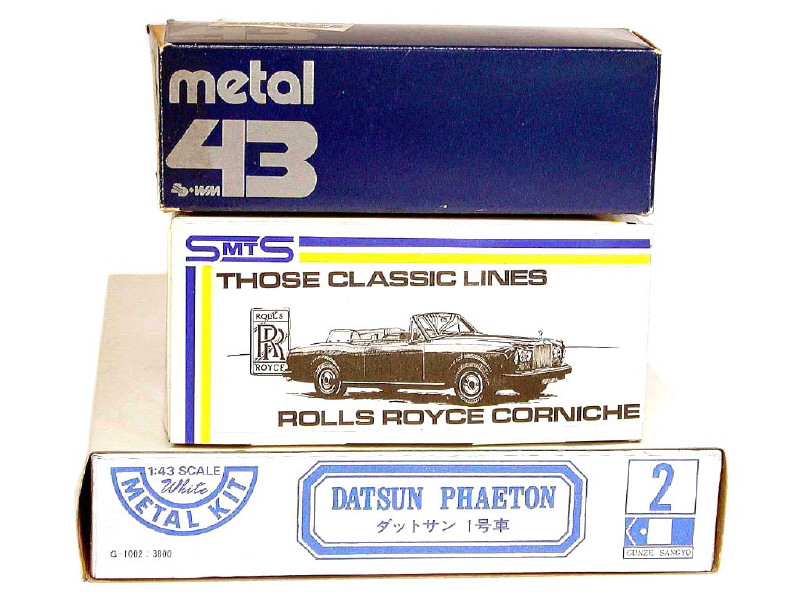 metal
43
WM
SMTS
THOSE CLASSIC LINES
ROLLS
RR
ROYCE
ROLLS ROYCE CORNICHE
1:43 SCALE
White
METAL KIT
G-1002 : 3800
DATSUN PHAETON
ダットサン 1号車
2
GUNZE SANGYO